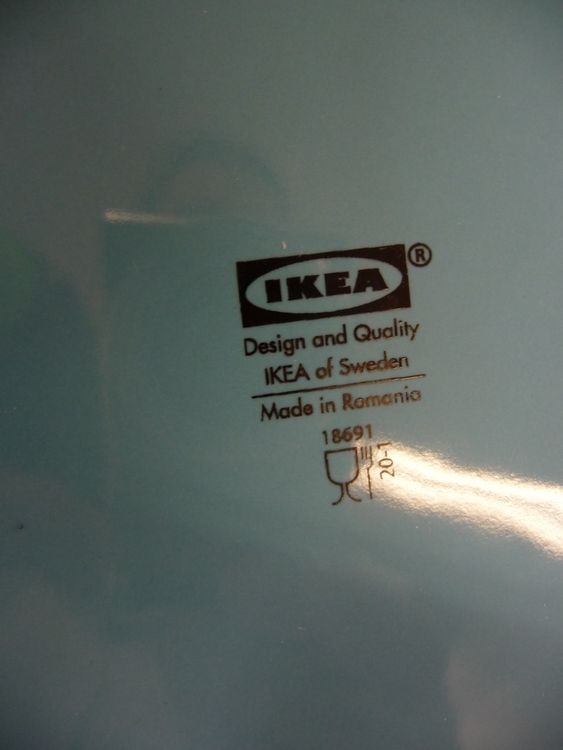 IKEA®
Design and Quality
IKEA of Sweden
Made in Romania
18691
20-1